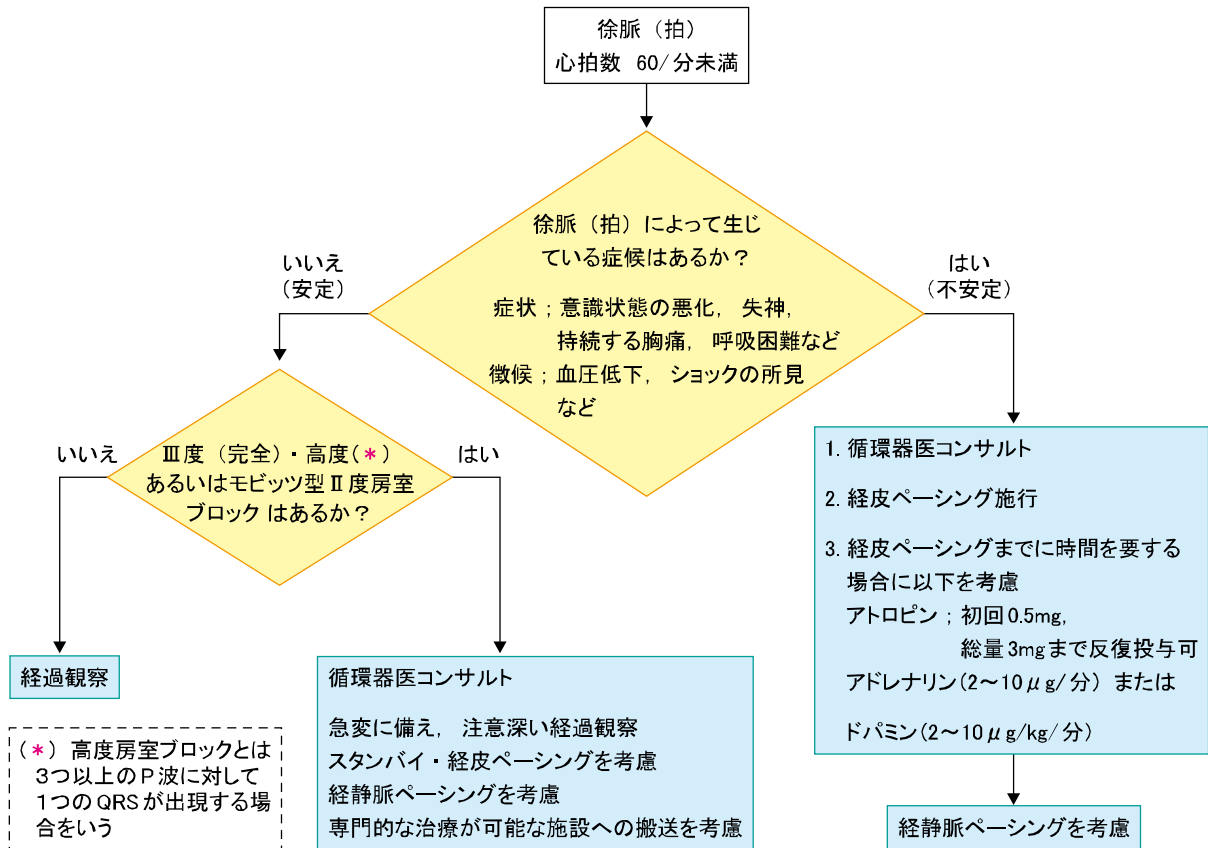 徐脈（拍）
心拍数 60/分未満
徐脈（拍）によって生じ
ている症候はあるか？
症状；意識状態の悪化， 失神，
持続する胸痛， 呼吸困難など
徴候；血圧低下， ショックの所見
など
いいえ
（安定）
はい
（不安定）
Ⅲ度（完全）・高度(*)
あるいはモビッツ型Ⅱ度房室
ブロックはあるか？
いいえ
はい
経過観察
(*) 高度房室ブロックとは
3つ以上のP波に対して
1つのQRSが出現する場
合をいう
循環器医コンサルト
急変に備え， 注意深い経過観察
スタンバイ・経皮ペーシングを考慮
経静脈ペーシングを考慮
専門的な治療が可能な施設への搬送を考慮
1. 循環器医コンサルト
2. 経皮ペーシング施行
3. 経皮ペーシングまでに時間を要する
場合に以下を考慮
アトロピン；初回0.5mg,
総量3mgまで反復投与可
アドレナリン(2～10μg/分) または
ドパミン(2～10μg/kg/分)
経静脈ペーシングを考慮